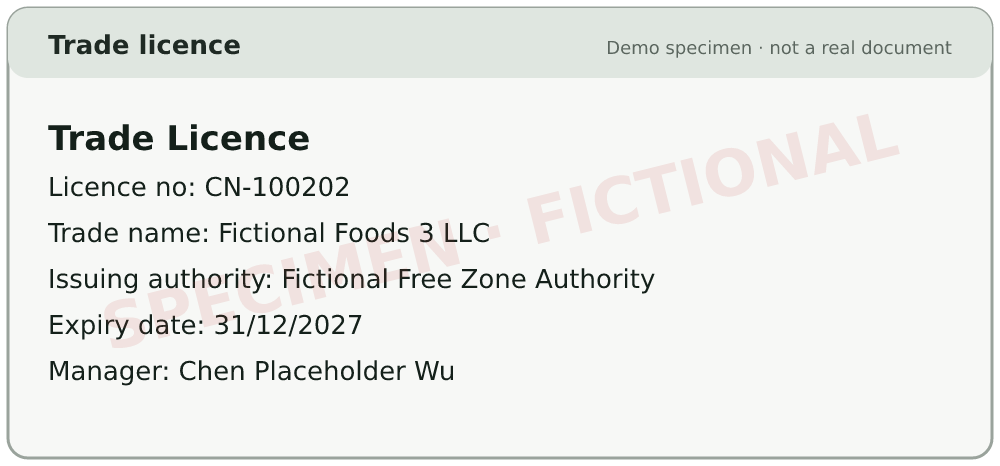 Trade licence
Demo specimen · not a real document
Trade Licence
Licence no: CN-100202
Trade name: Fictional Foods 3 LLC
Issuing authority: Fictional Free Zone Authority
Expiry date: 31/12/2027
Manager: Chen Placeholder Wu
SPECIMEN · FICTIONAL